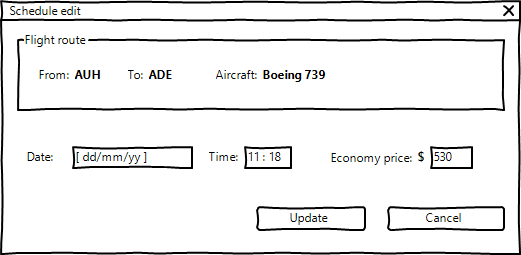 Schedule edit
Flight route
From: AUH To: ADE Aircraft: Boeing 739
Date: [ dd/mm/yy ] Time: 11 : 18 Economy price: $ 530
Update Cancel